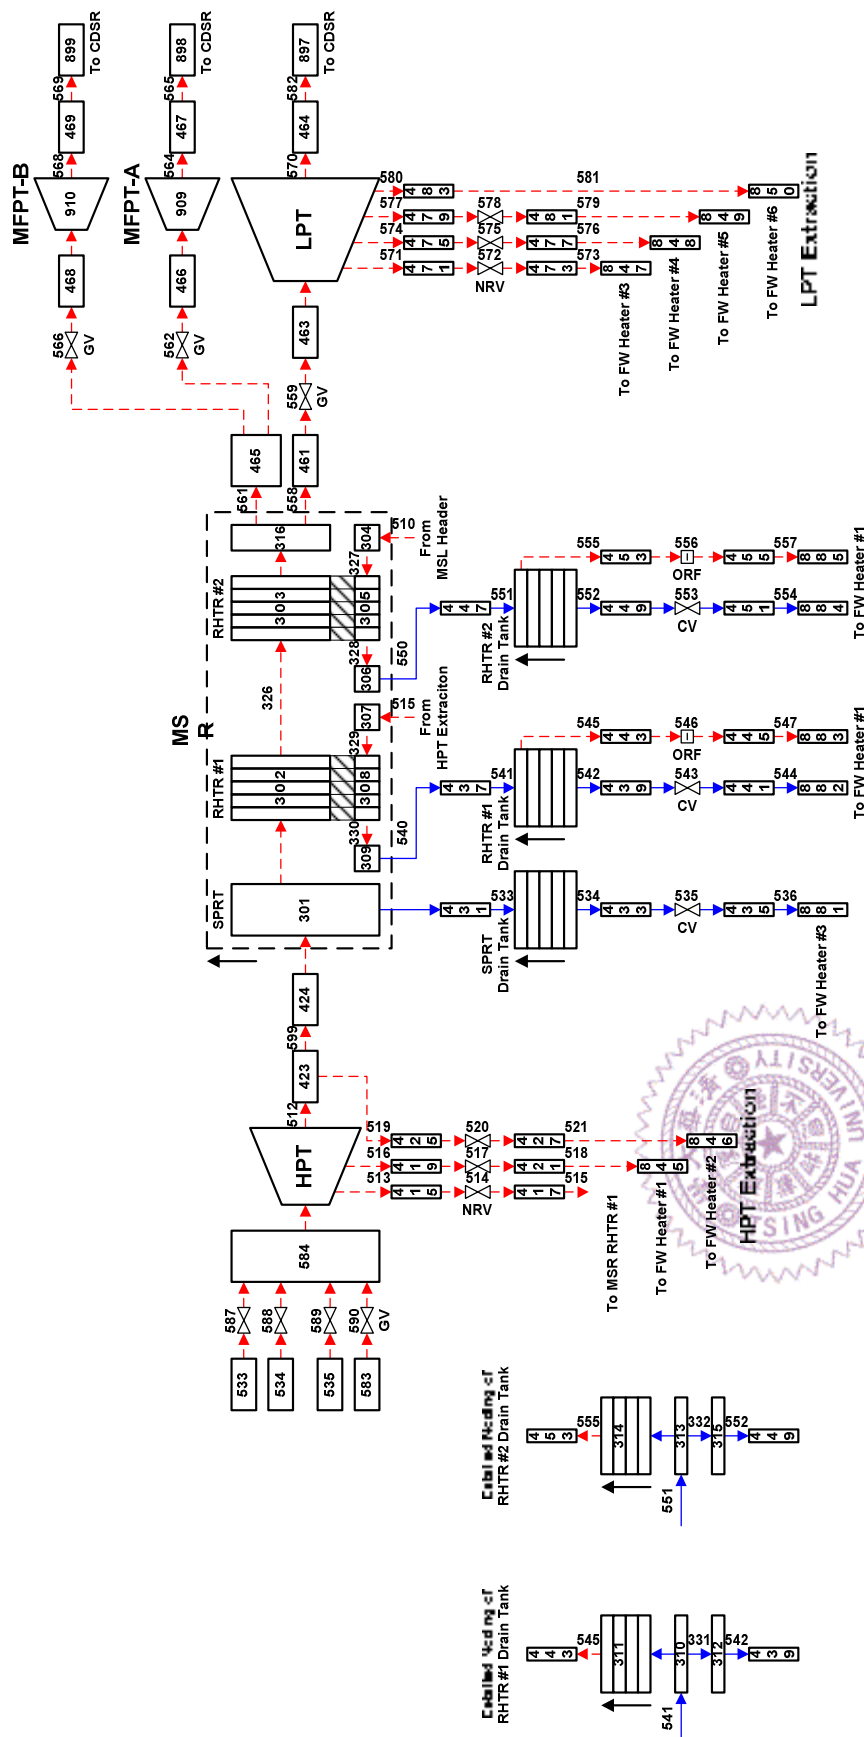 MFPT-B
899
To CDSR
569
469
568
910
468
566
GV
MFPT-A
898
To CDSR
565
467
564
909
466
562
GV
897
To CDSR
582
464
570
LPT
463
559
GV
461
558
465
561
580
483
581
850
To FW Heater #6
577
479
578
481
579
849
To FW Heater #5
574
475
575
477
576
848
To FW Heater #4
571
471
572
NRV
473
573
847
To FW Heater #3
LPT Extraction
MS
R
316
RHTR #2
303
305
304
510
From
MSL Header
327
328
306
550
326
RHTR #1
302
308
307
515
From
HPT Extraciton
329
330
309
540
SPRT
301
447
551
RHTR #2
Drain Tank
555
453
556
ORF
455
557
885
552
449
553
CV
451
554
884
To FW Heater #1
437
541
RHTR #1
Drain Tank
545
443
546
ORF
445
547
883
542
439
543
CV
441
544
882
To FW Heater #1
431
533
SPRT
Drain Tank
534
433
535
CV
435
536
881
To FW Heater #3
424
599
423
512
HPT
519
425
520
427
521
846
To FW Heater #2
516
419
517
421
518
845
To FW Heater #1
513
415
514
NRV
417
515
To MSR RHTR #1
HPT Extraction
584
587
588
589
590
GV
533
534
535
583
TSING HUA UNIVERSITY
Detailed Noding of
RHTR #2 Drain Tank
453
555
314
313
332
315
552
449
551
Detailed Noding of
RHTR #1 Drain Tank
443
545
311
310
331
312
542
439
541